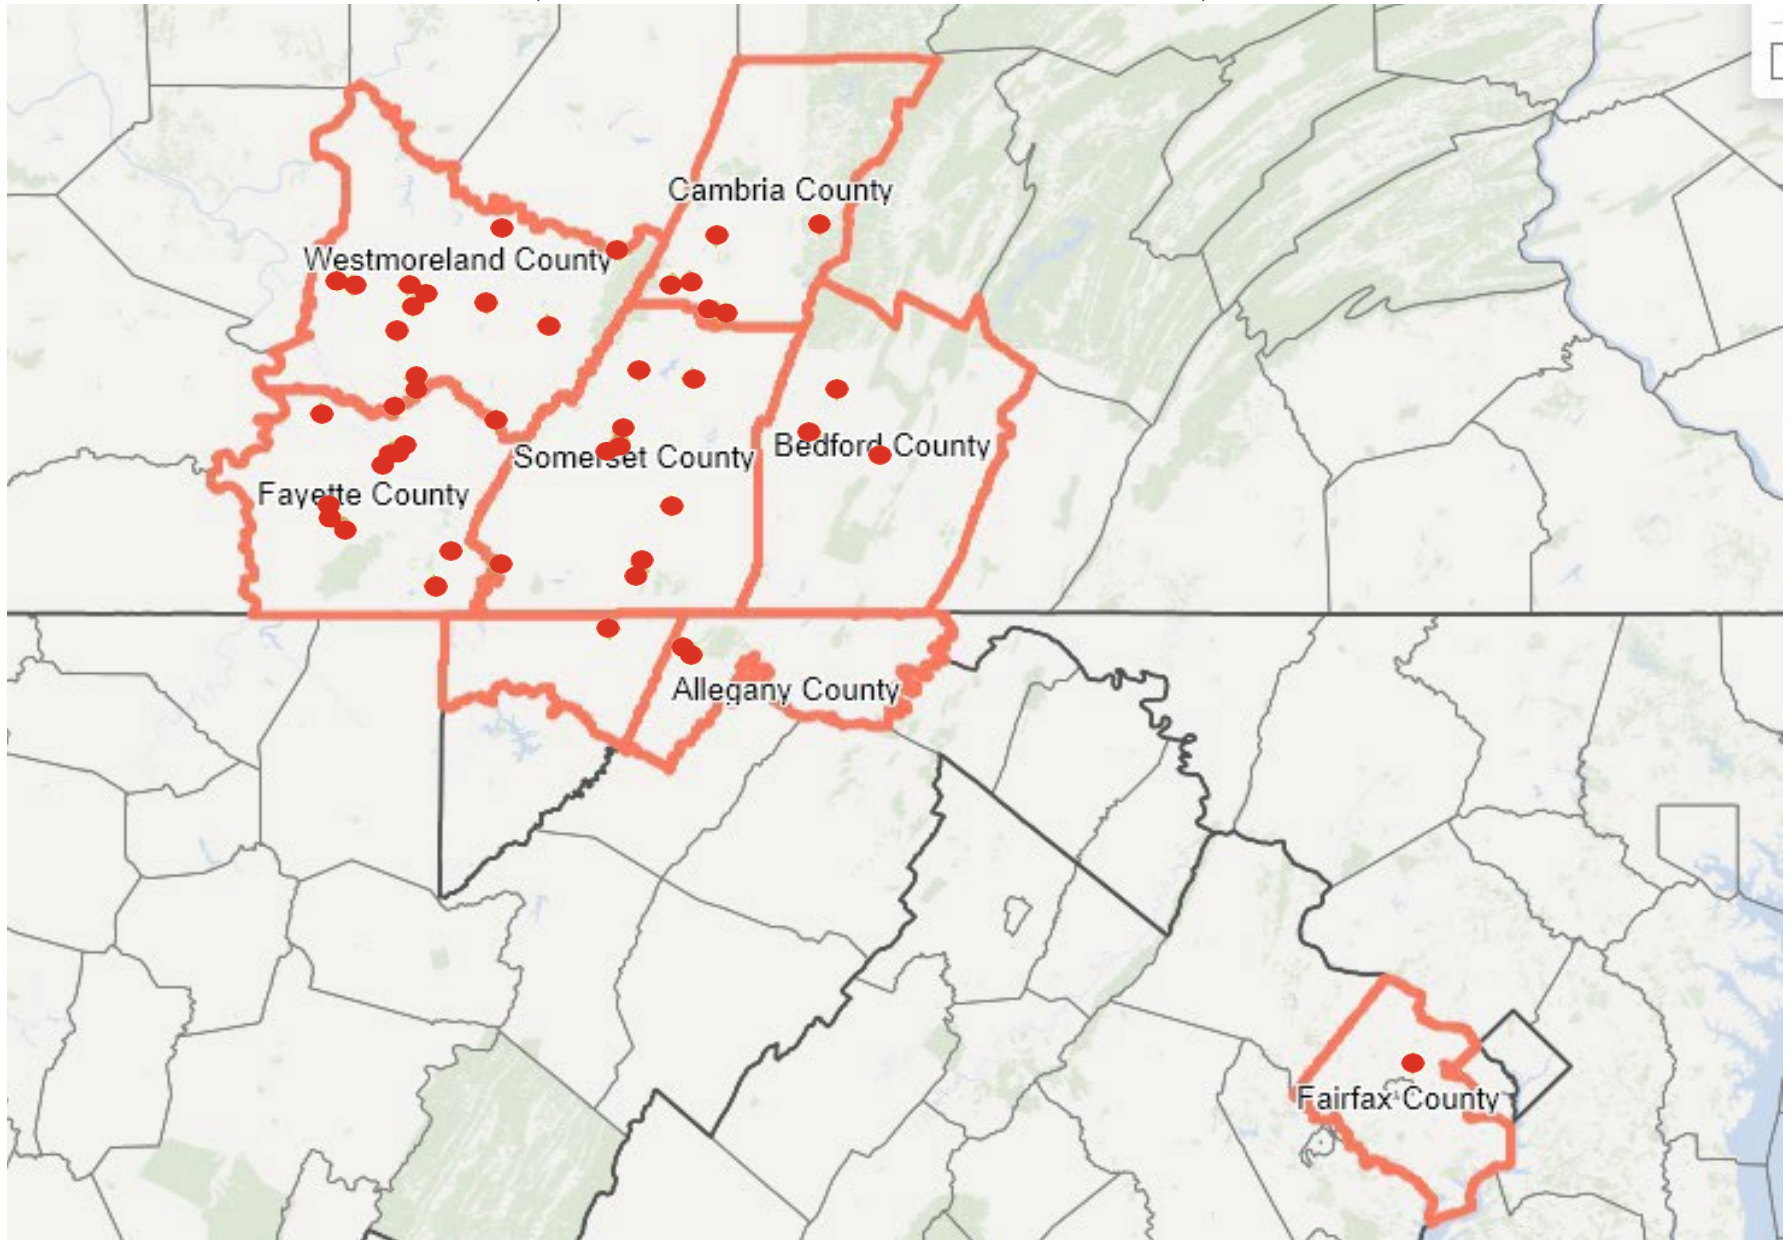 Cambria County
Westmoreland County
Somerset County
Bedford County
Fayette County
Allegany County
Fairfax County